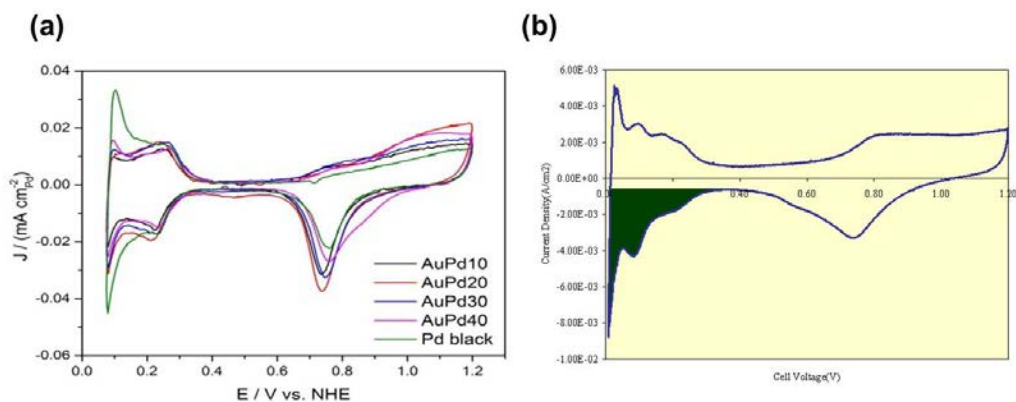 (a)
(b)
0.04
0.02
0.00
-0.02
-0.04
-0.06
J / (mA cm⁻²Pd)
0.0
0.2
0.4
0.6
0.8
1.0
1.2
E / V vs. NHE
AuPd10
AuPd20
AuPd30
AuPd40
Pd black
6.00E-03
4.00E-03
2.00E-03
0.00E+00
-2.00E-03
-4.00E-03
-6.00E-03
-8.00E-03
-1.00E-02
Current Density(A/cm2)
0.20
0.40
0.60
0.80
1.00
1.20
Cell Voltage(V)